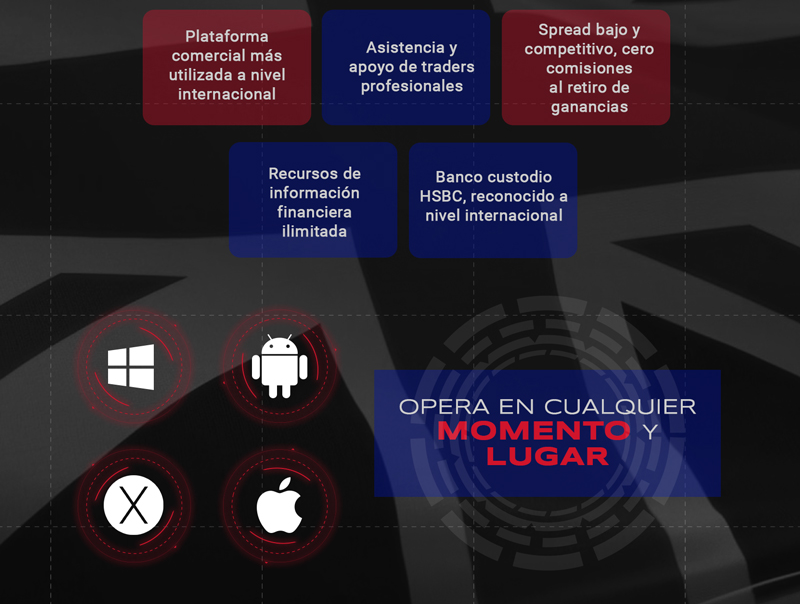 Plataforma
comercial más
utilizada a nivel
internacional
Asistencia y
apoyo de traders
profesionales
Spread bajo y
competitivo, cero
comisiones
al retiro de
ganancias
Recursos de
información
financiera
ilimitada
Banco custodio
HSBC, reconocido a
nivel internacional
OPERA EN CUALQUIER
MOMENTO Y
LUGAR